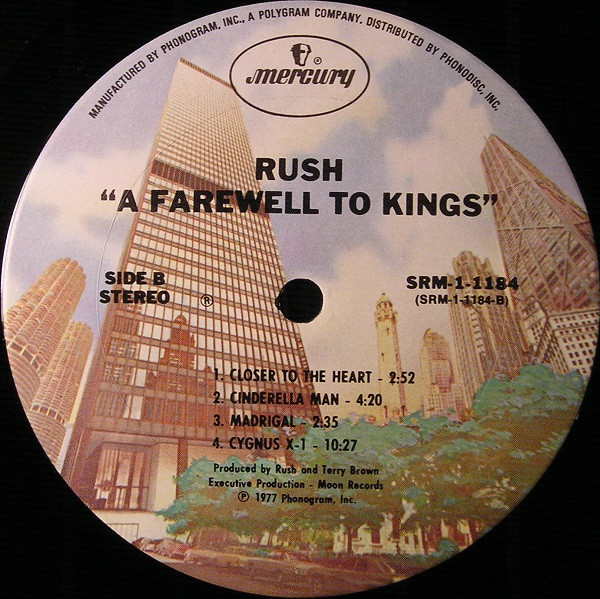 MANUFACTURED BY PHONOGRAM, INC., A POLYGRAM COMPANY. DISTRIBUTED BY PHONODISC, INC.
®
mercury
RUSH
“A FAREWELL TO KINGS”
SIDE B
STEREO
®
SRM-1-1184
(SRM-1-1184-B)
1. CLOSER TO THE HEART - 2:52
2. CINDERELLA MAN - 4:20
3. MADRIGAL - 2:35
4. CYGNUS X-1 - 10:27
Produced by Rush and Terry Brown
Executive Production - Moon Records
℗ 1977 Phonogram, Inc.